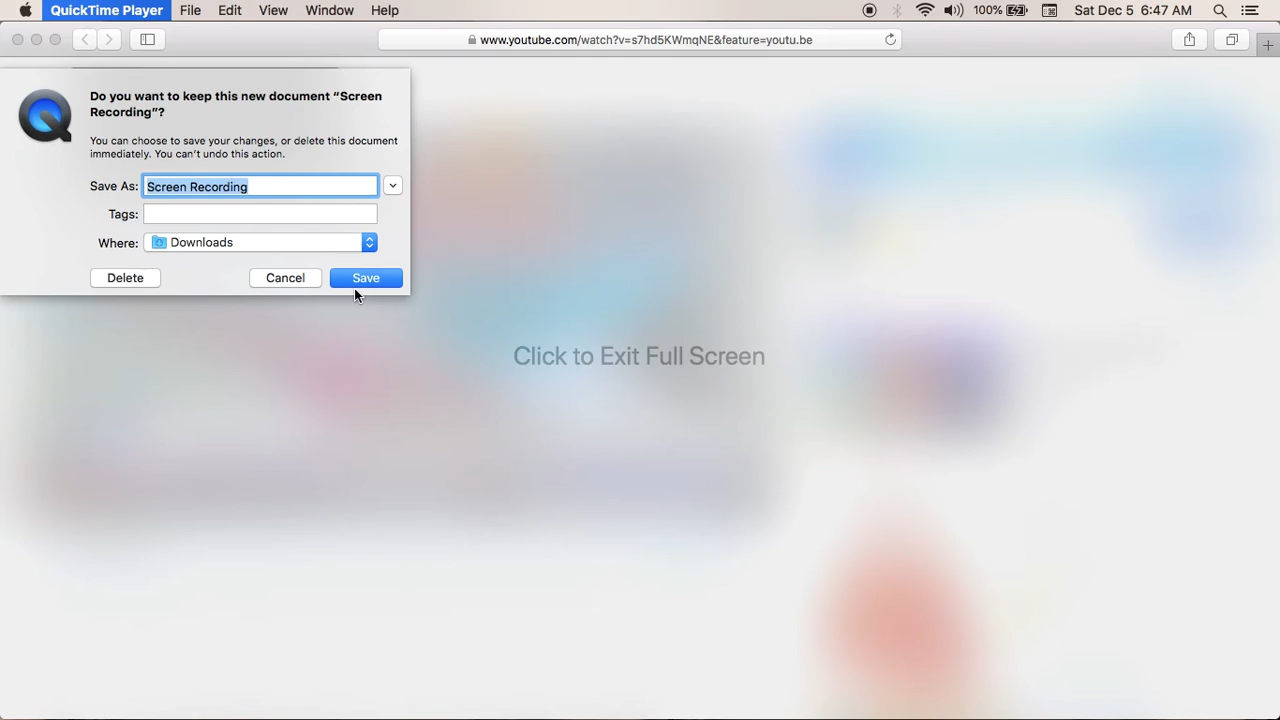 QuickTime Player File Edit View Window Help 100% Sat Dec 5 6:47 AM
www.youtube.com/watch?v=s7hd5KWmqNE&feature=youtu.be
Do you want to keep this new document “Screen
Recording”?
You can choose to save your changes, or delete this document
immediately. You can’t undo this action.
Save As: Screen Recording
Tags:
Where: Downloads
Delete Cancel Save
Click to Exit Full Screen